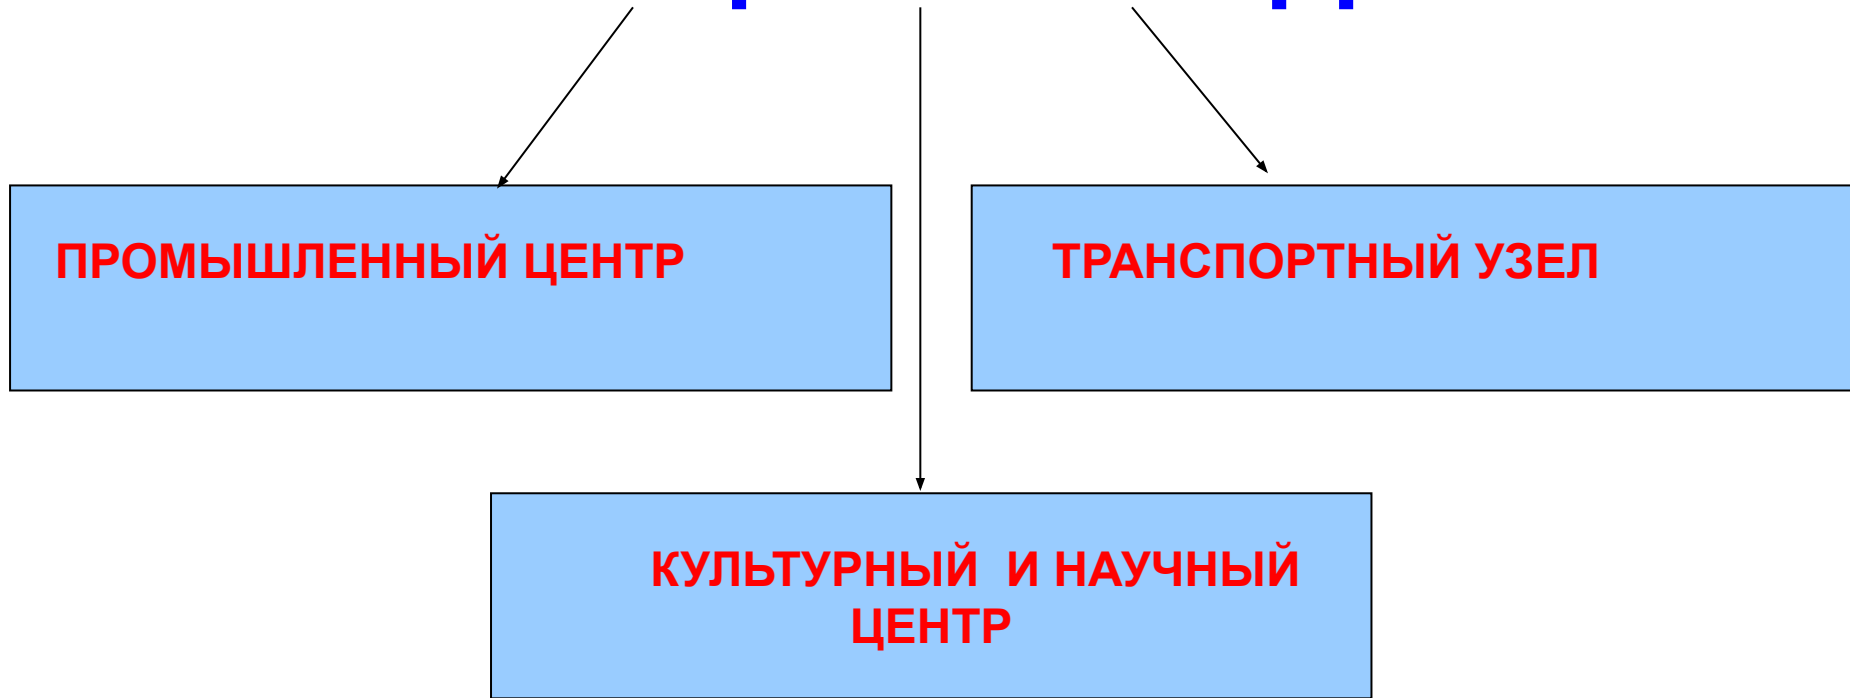 ПРОМЫШЛЕННЫЙ ЦЕНТР
ТРАНСПОРТНЫЙ УЗЕЛ
КУЛЬТУРНЫЙ И НАУЧНЫЙ
ЦЕНТР